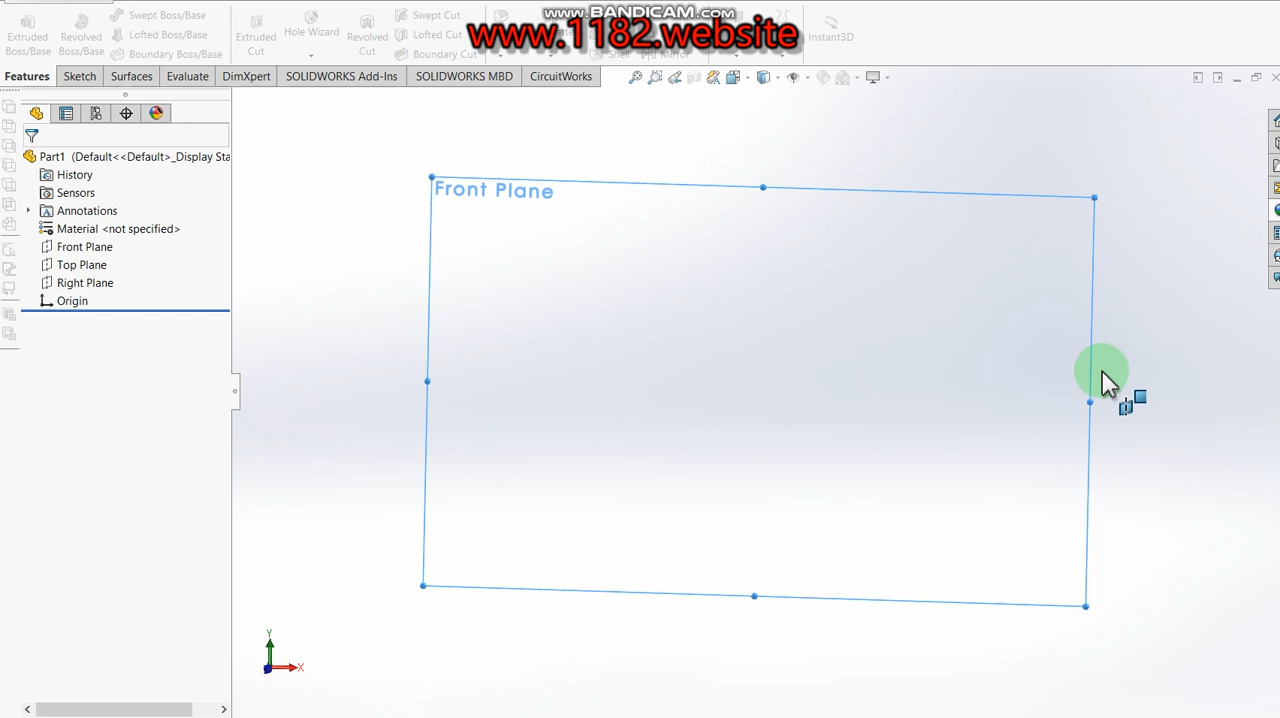 www.BANDICAM.com
www.1182.website
Extruded Boss/Base
Revolved Boss/Base
Swept Boss/Base
Lofted Boss/Base
Boundary Boss/Base
Extruded Cut
Hole Wizard
Revolved Cut
Swept Cut
Lofted Cut
Boundary Cut
Shell
Mirror
Instant3D
Features
Sketch
Surfaces
Evaluate
DimXpert
SOLIDWORKS Add-Ins
SOLIDWORKS MBD
CircuitWorks
Part1 (Default<<Default>_Display Sta
History
Sensors
Annotations
Material <not specified>
Front Plane
Top Plane
Right Plane
Origin
Front Plane
Y
X